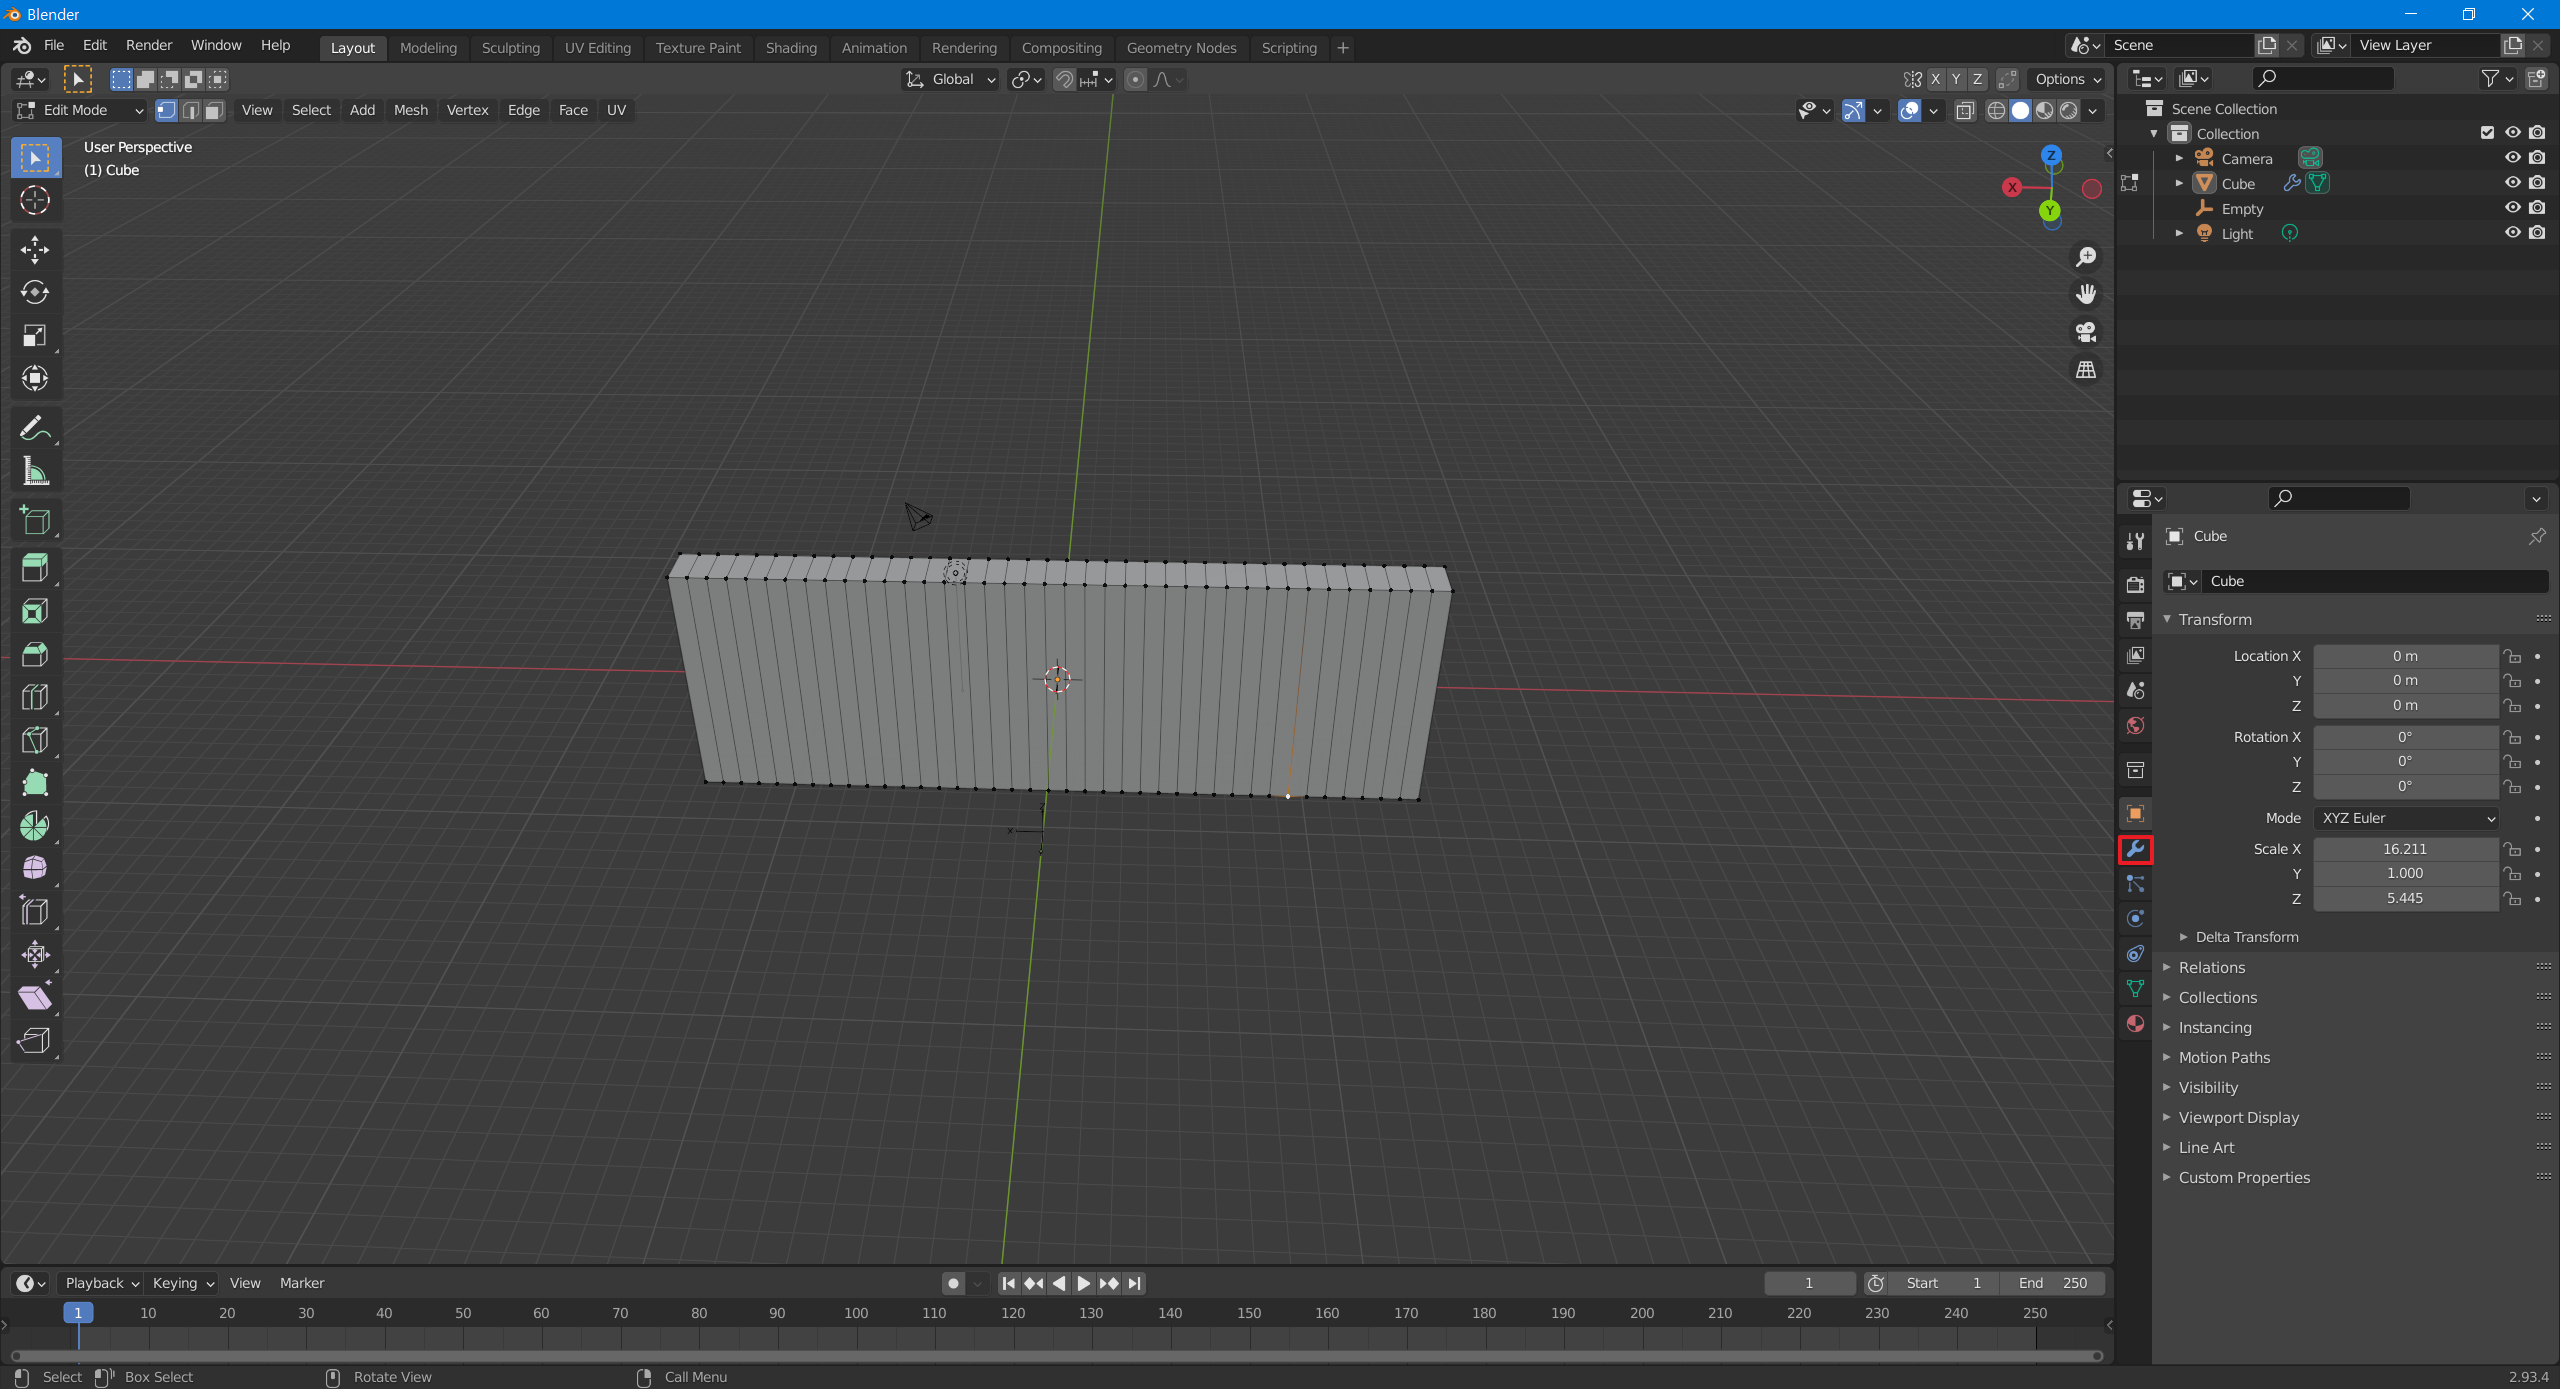 Blender
File Edit Render Window Help Layout Modeling Sculpting UV Editing Texture Paint Shading Animation Rendering Compositing Geometry Nodes Scripting + Scene View Layer
Global X Y Z Options
Edit Mode View Select Add Mesh Vertex Edge Face UV
User Perspective
(1) Cube
Z
X
Y
Scene Collection
Collection
Camera
Cube
Empty
Light
Cube
Cube
Transform
Location X 0 m
Y 0 m
Z 0 m
Rotation X 0°
Y 0°
Z 0°
Mode XYZ Euler
Scale X 16.211
Y 1.000
Z 5.445
Delta Transform
Relations
Collections
Instancing
Motion Paths
Visibility
Viewport Display
Line Art
Custom Properties
Playback Keying View Marker 1 Start 1 End 250
1 10 20 30 40 50 60 70 80 90 100 110 120 130 140 150 160 170 180 190 200 210 220 230 240 250
Select Box Select Rotate View Call Menu 2.93.4